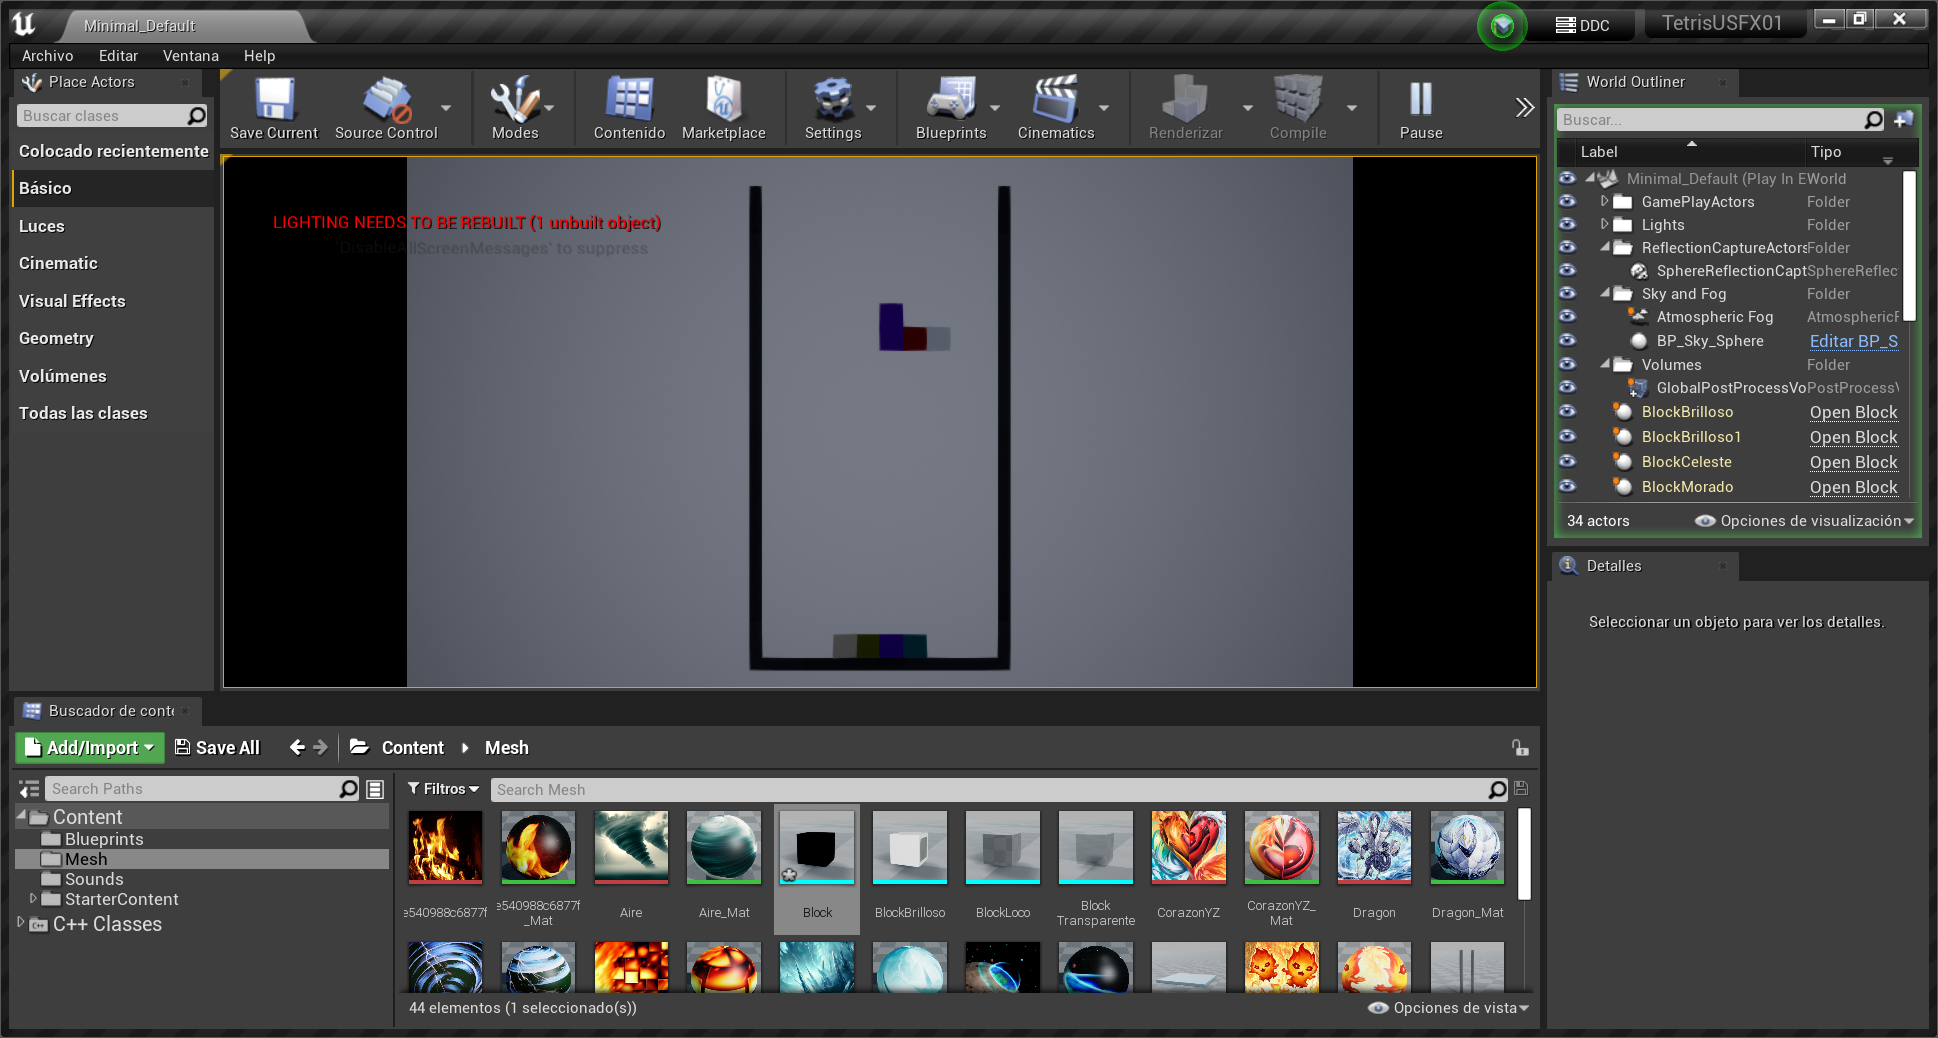 Minimal_Default
DDC
TetrisUSFX01
Archivo
Editar
Ventana
Help
Place Actors
Buscar clases
Colocado recientemente
Básico
Luces
Cinematic
Visual Effects
Geometry
Volúmenes
Todas las clases
Save Current
Source Control
Modes
Contenido
Marketplace
Settings
Blueprints
Cinematics
Renderizar
Compile
Pause
LIGHTING NEEDS TO BE REBUILT (1 unbuilt object)
'DisableAllScreenMessages' to suppress
World Outliner
Buscar...
Label
Tipo
Minimal_Default (Play In E
World
GamePlayActors
Folder
Lights
Folder
ReflectionCaptureActors
Folder
SphereReflectionCapt
SphereReflec
Sky and Fog
Folder
Atmospheric Fog
AtmosphericF
BP_Sky_Sphere
Editar BP_S
Volumes
Folder
GlobalPostProcessVo
PostProcessV
BlockBrilloso
Open Block
BlockBrilloso1
Open Block
BlockCeleste
Open Block
BlockMorado
Open Block
34 actors
Opciones de visualización
Detalles
Seleccionar un objeto para ver los detalles.
Buscador de conte
Add/Import
Save All
Content
Mesh
Search Paths
Content
Blueprints
Mesh
Sounds
StarterContent
C++ Classes
Filtros
Search Mesh
e540988c6877f
e540988c6877f
_Mat
Aire
Aire_Mat
Block
BlockBrilloso
BlockLoco
Block
Transparente
CorazonYZ
CorazonYZ_
Mat
Dragon
Dragon_Mat
44 elementos (1 seleccionado(s))
Opciones de vista